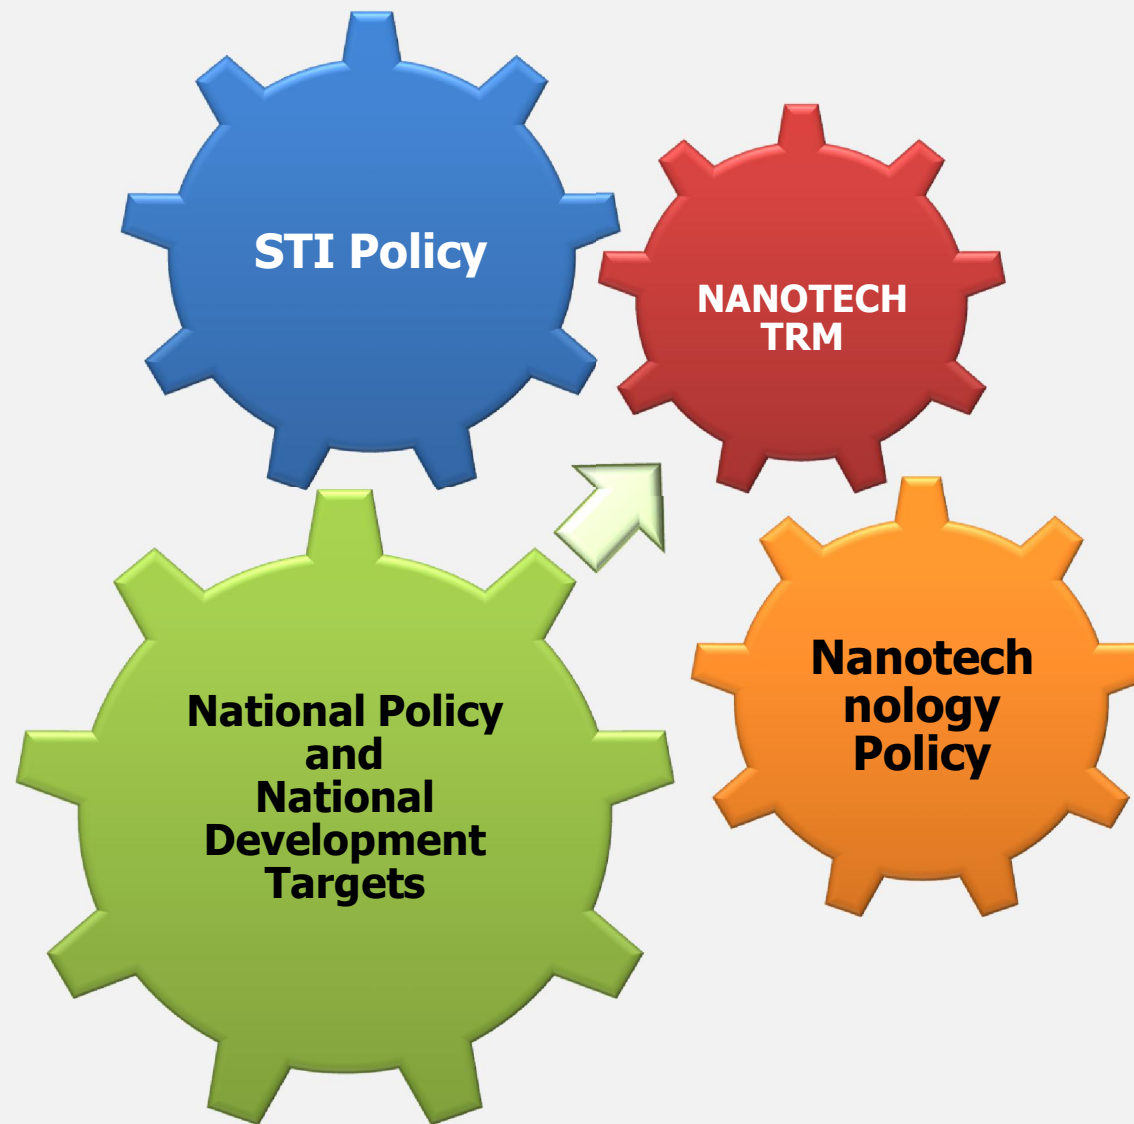 STI Policy
NANOTECH
TRM
National Policy
and
National
Development
Targets
Nanotech
nology
Policy